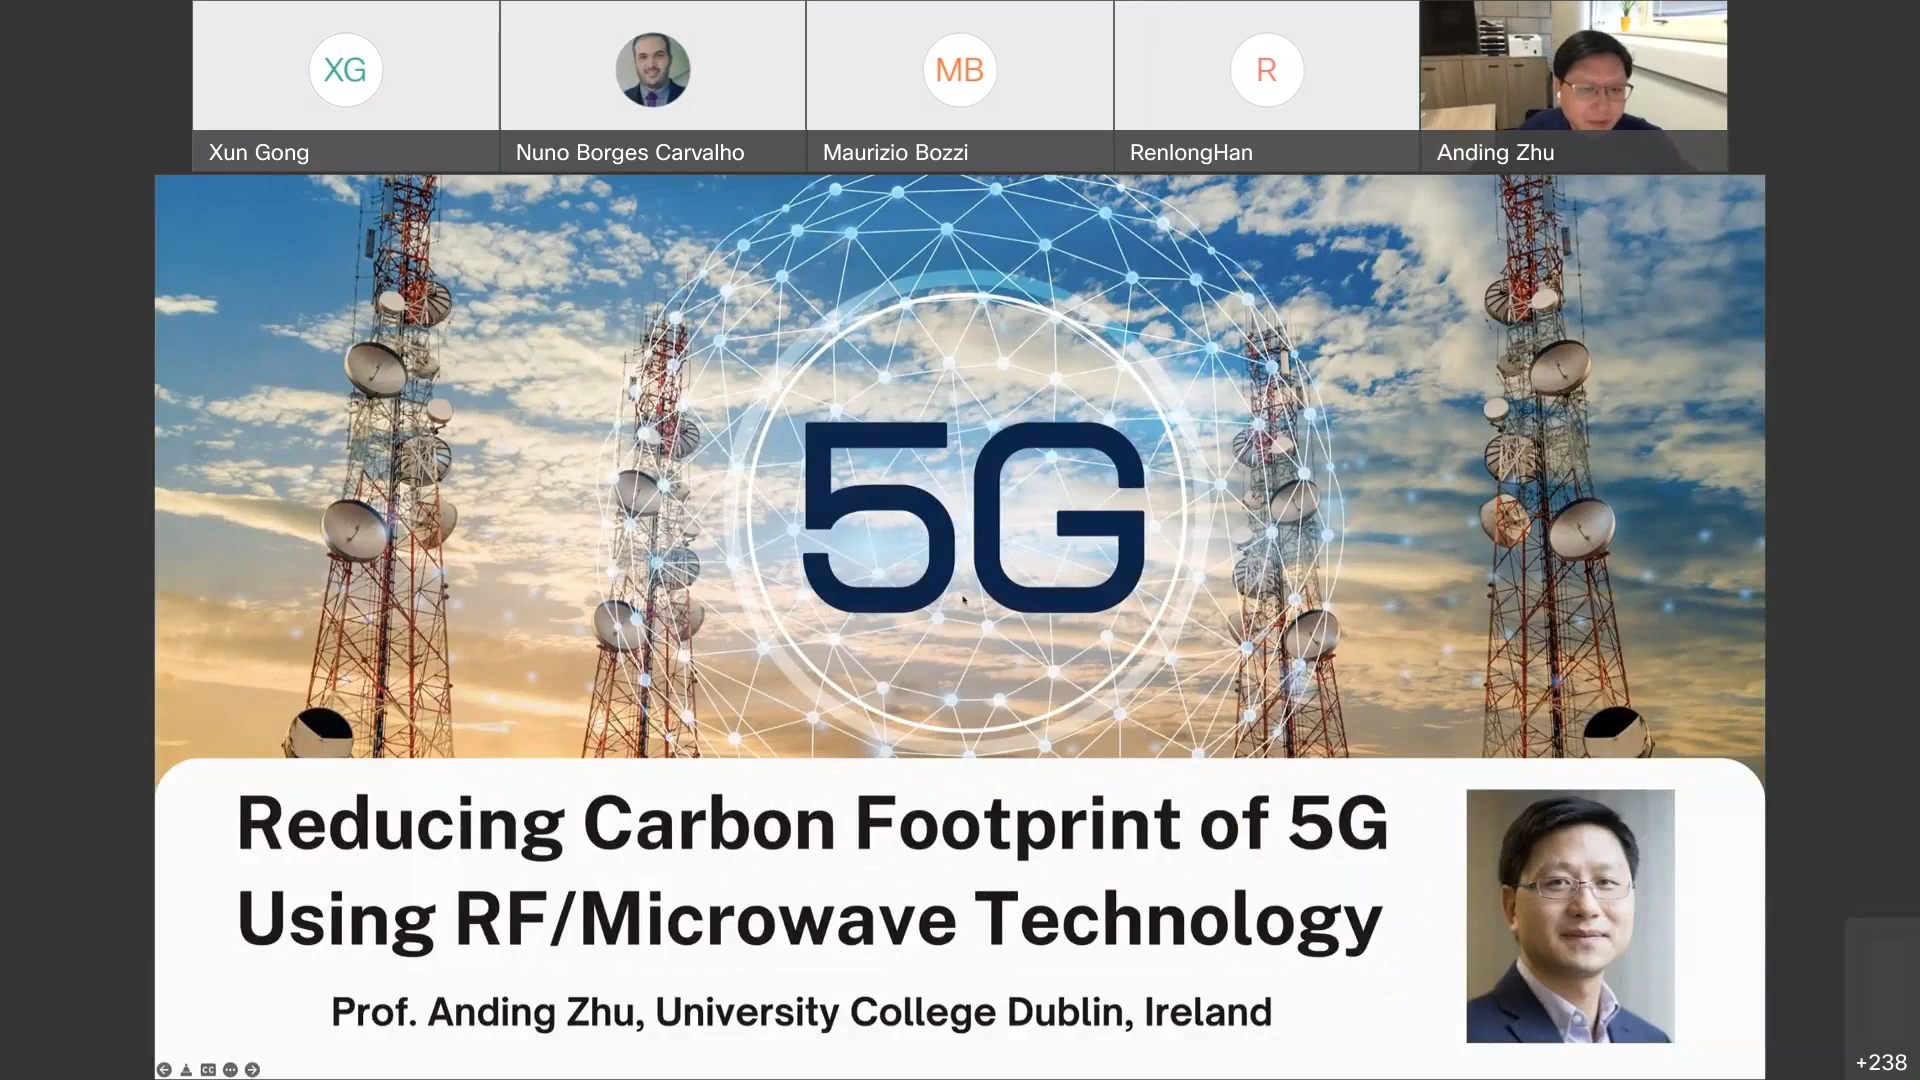 XG
MB
R
Xun Gong
Nuno Borges Carvalho
Maurizio Bozzi
RenlongHan
Anding Zhu
5G
Reducing Carbon Footprint of 5G
Using RF/Microwave Technology
Prof. Anding Zhu, University College Dublin, Ireland
CC
+238